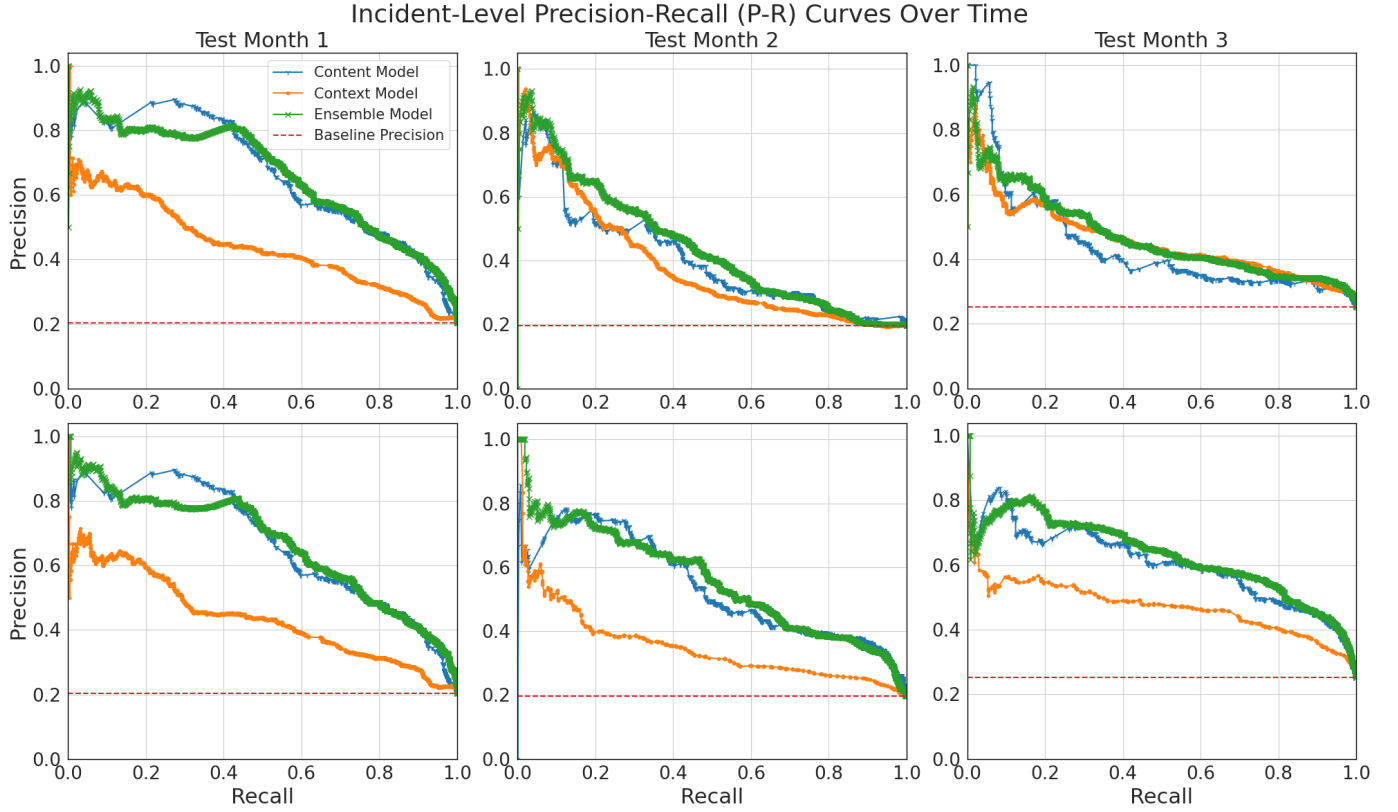 Incident-Level Precision-Recall (P-R) Curves Over Time
Test Month 1
Test Month 2
Test Month 3
Content Model
Context Model
Ensemble Model
Baseline Precision
Precision
1.0
0.8
0.6
0.4
0.2
0.0
0.0 0.2 0.4 0.6 0.8 1.0
1.0
0.8
0.6
0.4
0.2
0.0
0.0 0.2 0.4 0.6 0.8 1.0
1.0
0.8
0.6
0.4
0.2
0.0
0.0 0.2 0.4 0.6 0.8 1.0
Precision
1.0
0.8
0.6
0.4
0.2
0.0
0.0 0.2 0.4 0.6 0.8 1.0
Recall
1.0
0.8
0.6
0.4
0.2
0.0
0.0 0.2 0.4 0.6 0.8 1.0
Recall
1.0
0.8
0.6
0.4
0.2
0.0
0.0 0.2 0.4 0.6 0.8 1.0
Recall